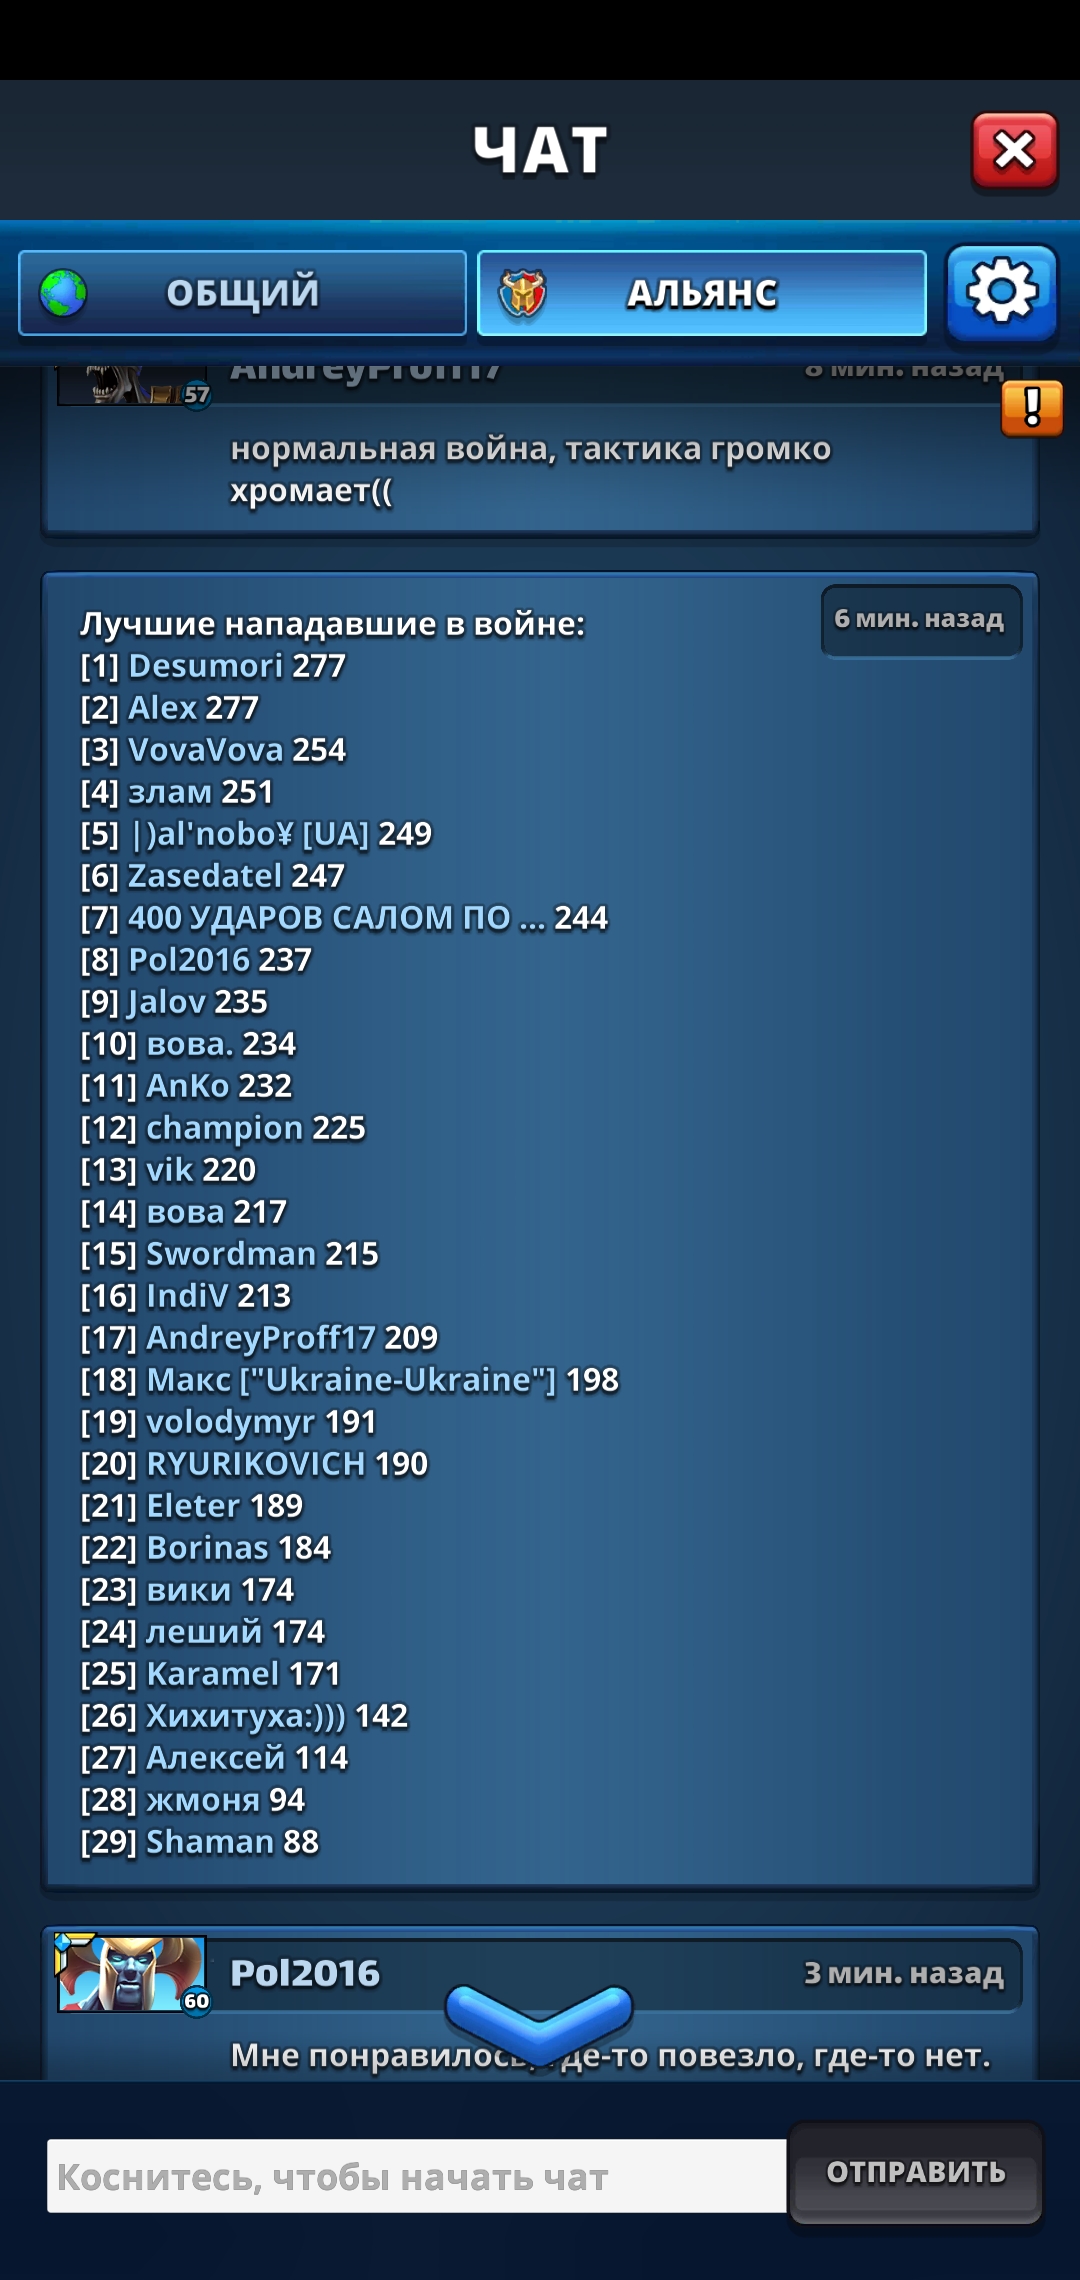 ЧАТ
ОБЩИЙ
АЛЬЯНС
AndreyProff17
8 мин. назад
57
нормальная война, тактика громко
хромает((
6 мин. назад
Лучшие нападавшие в войне:
[1] Desumori 277
[2] Alex 277
[3] VovaVova 254
[4] злам 251
[5] |)al'nobo¥ [UA] 249
[6] Zasedatel 247
[7] 400 УДАРОВ САЛОМ ПО ... 244
[8] Pol2016 237
[9] Jalov 235
[10] вова. 234
[11] AnKo 232
[12] champion 225
[13] vik 220
[14] вова 217
[15] Swordman 215
[16] IndiV 213
[17] AndreyProff17 209
[18] Макс ["Ukraine-Ukraine"] 198
[19] volodymyr 191
[20] RYURIKOVICH 190
[21] Eleter 189
[22] Borinas 184
[23] вики 174
[24] леший 174
[25] Karamel 171
[26] Хихитуха:))) 142
[27] Алексей 114
[28] жмоня 94
[29] Shaman 88
Pol2016
3 мин. назад
60
Мне понравилось, где-то повезло, где-то нет.
Коснитесь, чтобы начать чат
ОТПРАВИТЬ